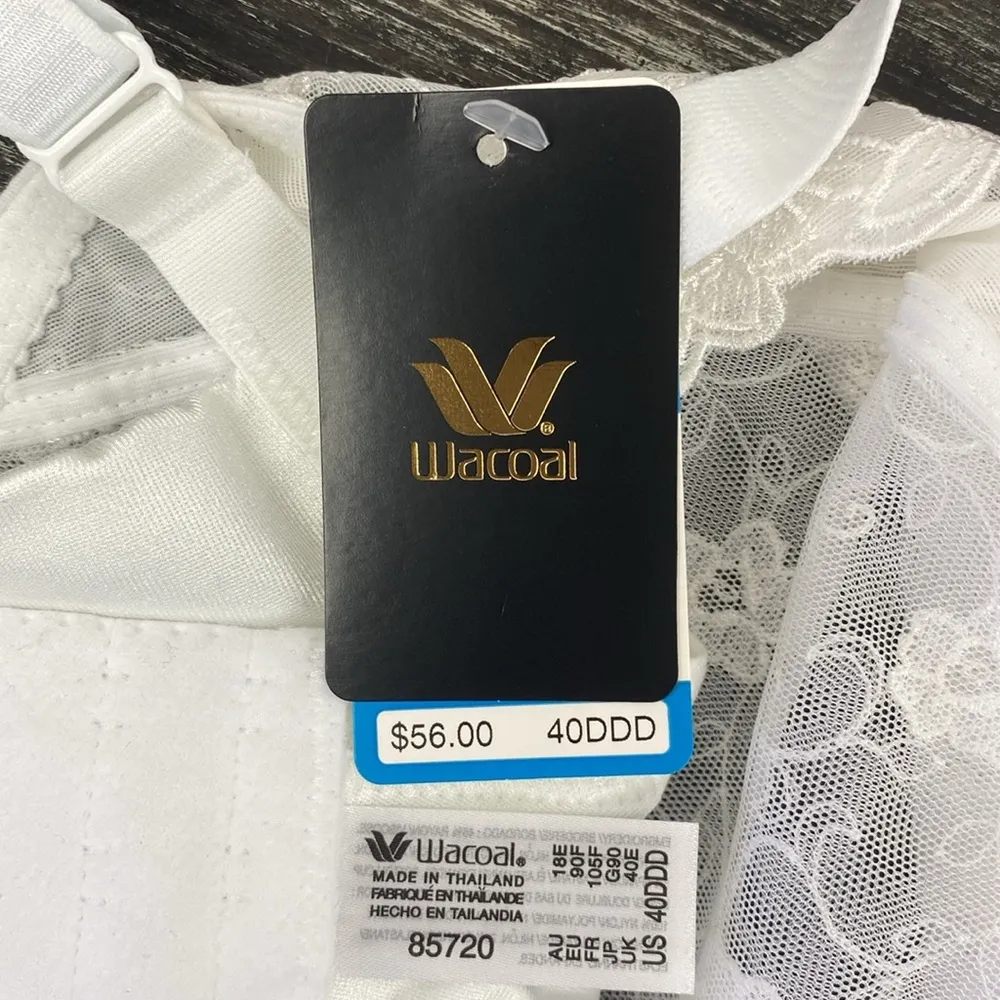 Wacoal®
$56.00 40DDD
Wacoal®
MADE IN THAILAND
FABRIQUÉ EN THAÏLANDE
HECHO EN TAILANDIA
85720
AU 18E
EU 90F
FR 105F
JP G90
UK 40E
US 40DDD